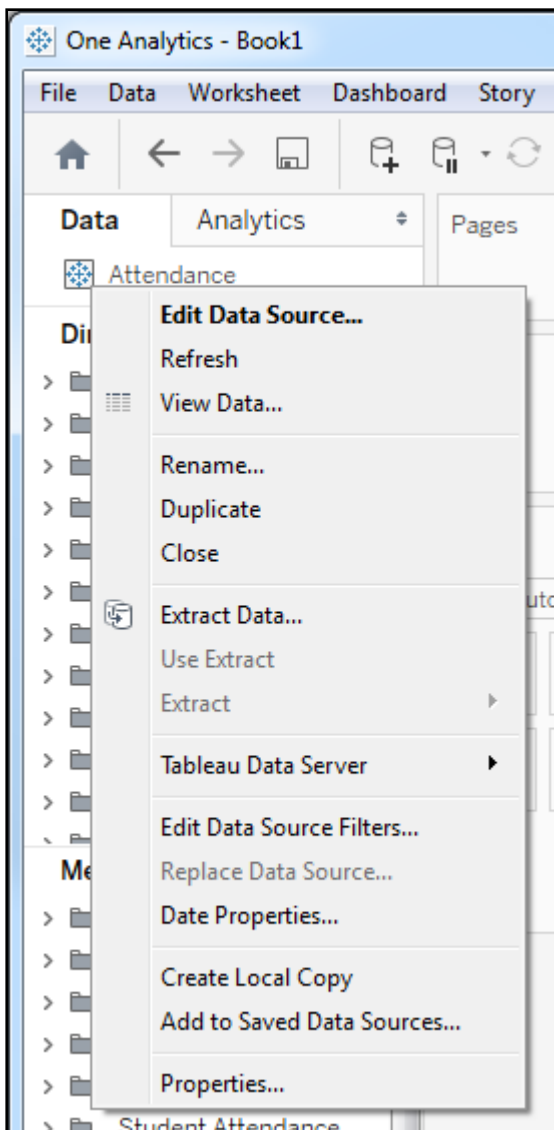 One Analytics - Book1
File Data Worksheet Dashboard Story
Data Analytics Pages
Attendance
Edit Data Source...
Refresh
View Data...
Rename...
Duplicate
Close
Extract Data...
Use Extract
Extract
Tableau Data Server
Edit Data Source Filters...
Replace Data Source...
Date Properties...
Create Local Copy
Add to Saved Data Sources...
Properties...
Student Attendance